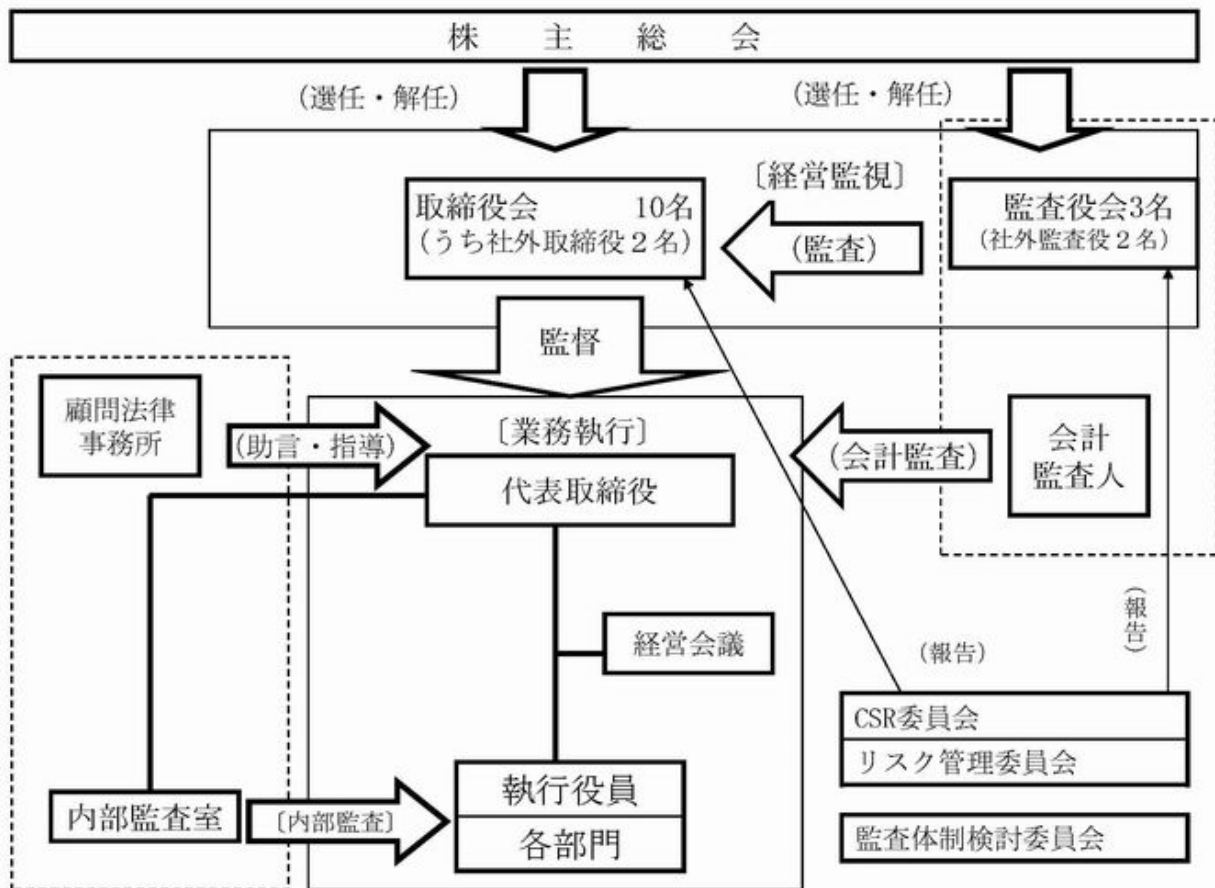 株 主 総 会
(選任・解任)
(選任・解任)
〔経営監視〕
取締役会 10名
(うち社外取締役２名)
(監査)
監査役会3名
(社外監査役２名)
監督
顧問法律
事務所
(助言・指導)
〔業務執行〕
代表取締役
(会計監査)
会計
監査人
経営会議
(報告)
(報告)
CSR委員会
リスク管理委員会
監査体制検討委員会
内部監査室
〔内部監査〕
執行役員
各部門